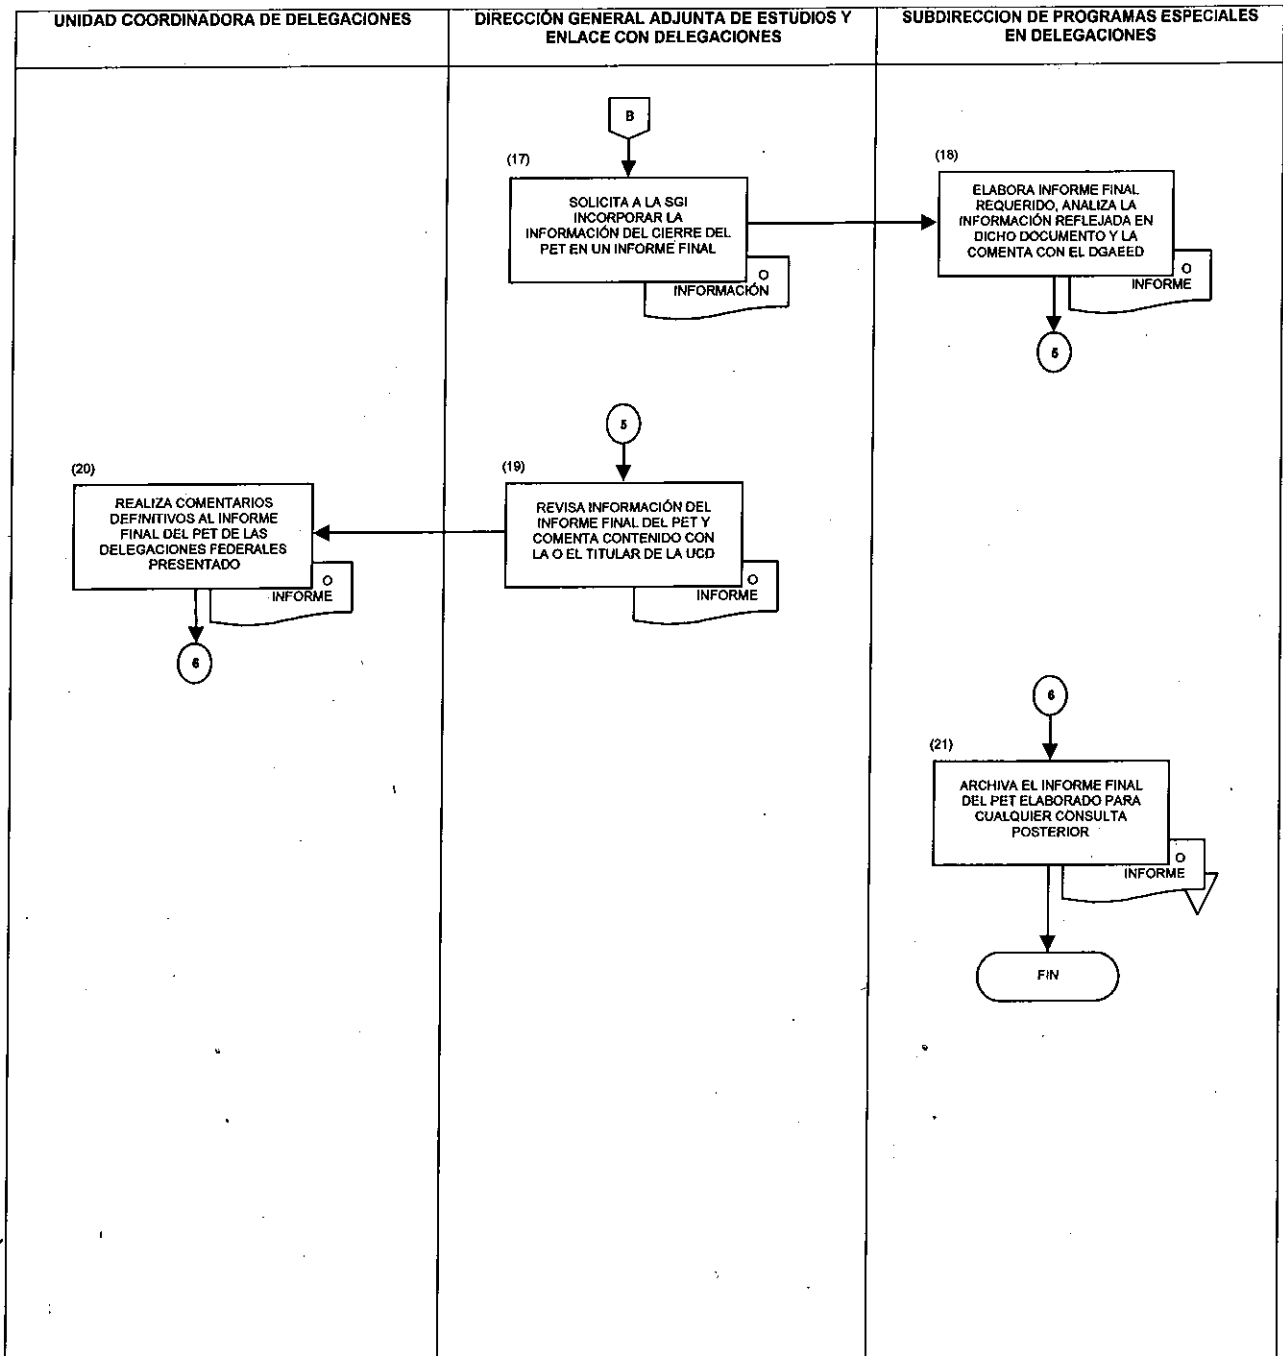 UNIDAD COORDINADORA DE DELEGACIONES
DIRECCIÓN GENERAL ADJUNTA DE ESTUDIOS Y
ENLACE CON DELEGACIONES
SUBDIRECCION DE PROGRAMAS ESPECIALES
EN DELEGACIONES
B
(17)
SOLICITA A LA SGI
INCORPORAR LA
INFORMACIÓN DEL CIERRE DEL
PET EN UN INFORME FINAL
O
INFORMACIÓN
(18)
ELABORA INFORME FINAL
REQUERIDO, ANALIZA LA
INFORMACIÓN REFLEJADA EN
DICHO DOCUMENTO Y LA
COMENTA CON EL DGAEED
O
INFORME
5
5
(19)
REVISA INFORMACIÓN DEL
INFORME FINAL DEL PET Y
COMENTA CONTENIDO CON
LA O EL TITULAR DE LA UCD
O
INFORME
(20)
REALIZA COMENTARIOS
DEFINITIVOS AL INFORME
FINAL DEL PET DE LAS
DELEGACIONES FEDERALES
PRESENTADO
O
INFORME
6
6
(21)
ARCHIVA EL INFORME FINAL
DEL PET ELABORADO PARA
CUALQUIER CONSULTA
POSTERIOR
O
INFORME
FIN